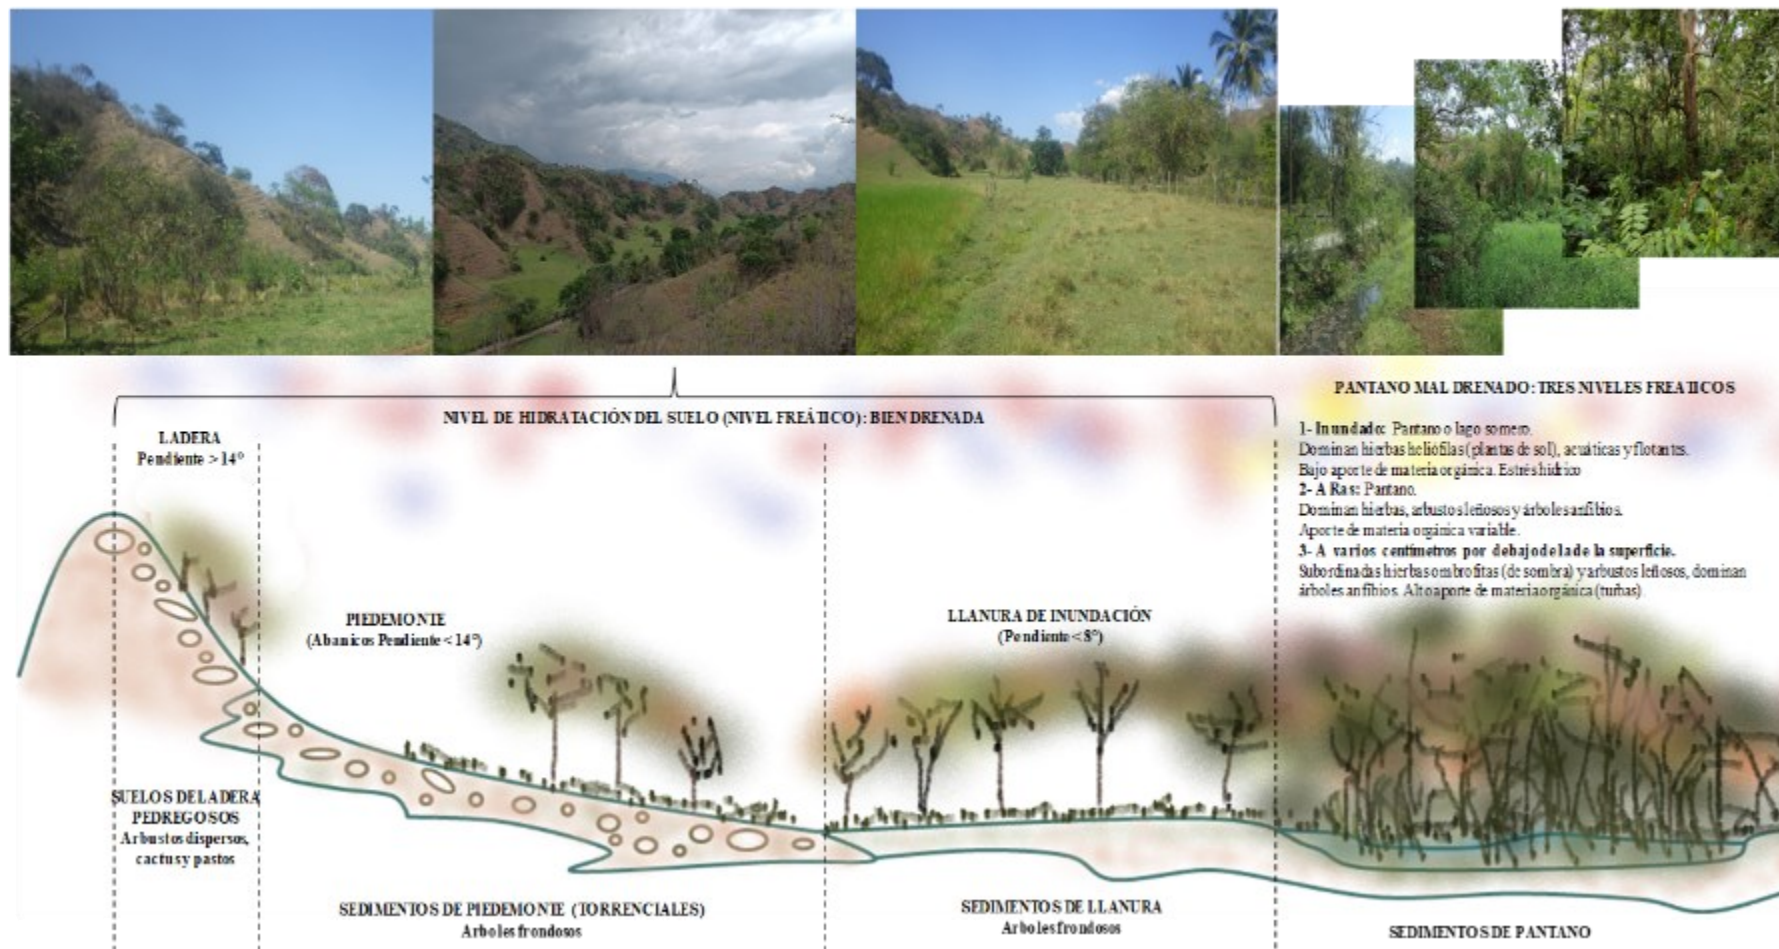 NIVEL DE HIDRATACIÓN DEL SUELO (NIVEL FREÁTICO): BIEN DRENADA
LADERA
Pendiente > 14°
PIEDEMONTE
(Abanicos Pendiente < 14°)
LLANURA DE INUNDACIÓN
(Pendiente < 8°)
PANTANO MAL DRENADO: TRES NIVELES FREATICOS
1- Inundado: Pantano o lago somero.
Dominan hierbas heliófilas (plantas de sol), acuáticas y flotantes.
Bajo aporte de materia orgánica. Estrés hídrico
2- A Ras: Pantano.
Dominan hierbas, arbustos leñosos y árboles anfibios.
Aporte de materia orgánica variable.
3- A varios centímetros por debajo de la de la superficie.
Subordinadas hierbas ombrofitas (de sombra) y arbustos leñosos, dominan
árboles anfibios. Alto aporte de materia orgánica (turbas)
SUELOS DE LADERA
PEDREGOSOS
Arbustos dispersos,
cactus y pastos
SEDIMENTOS DE PIEDEMONTE (TORRENCIALES)
Arboles frondosos
SEDIMENTOS DE LLANURA
Arboles frondosos
SEDIMENTOS DE PANTANO